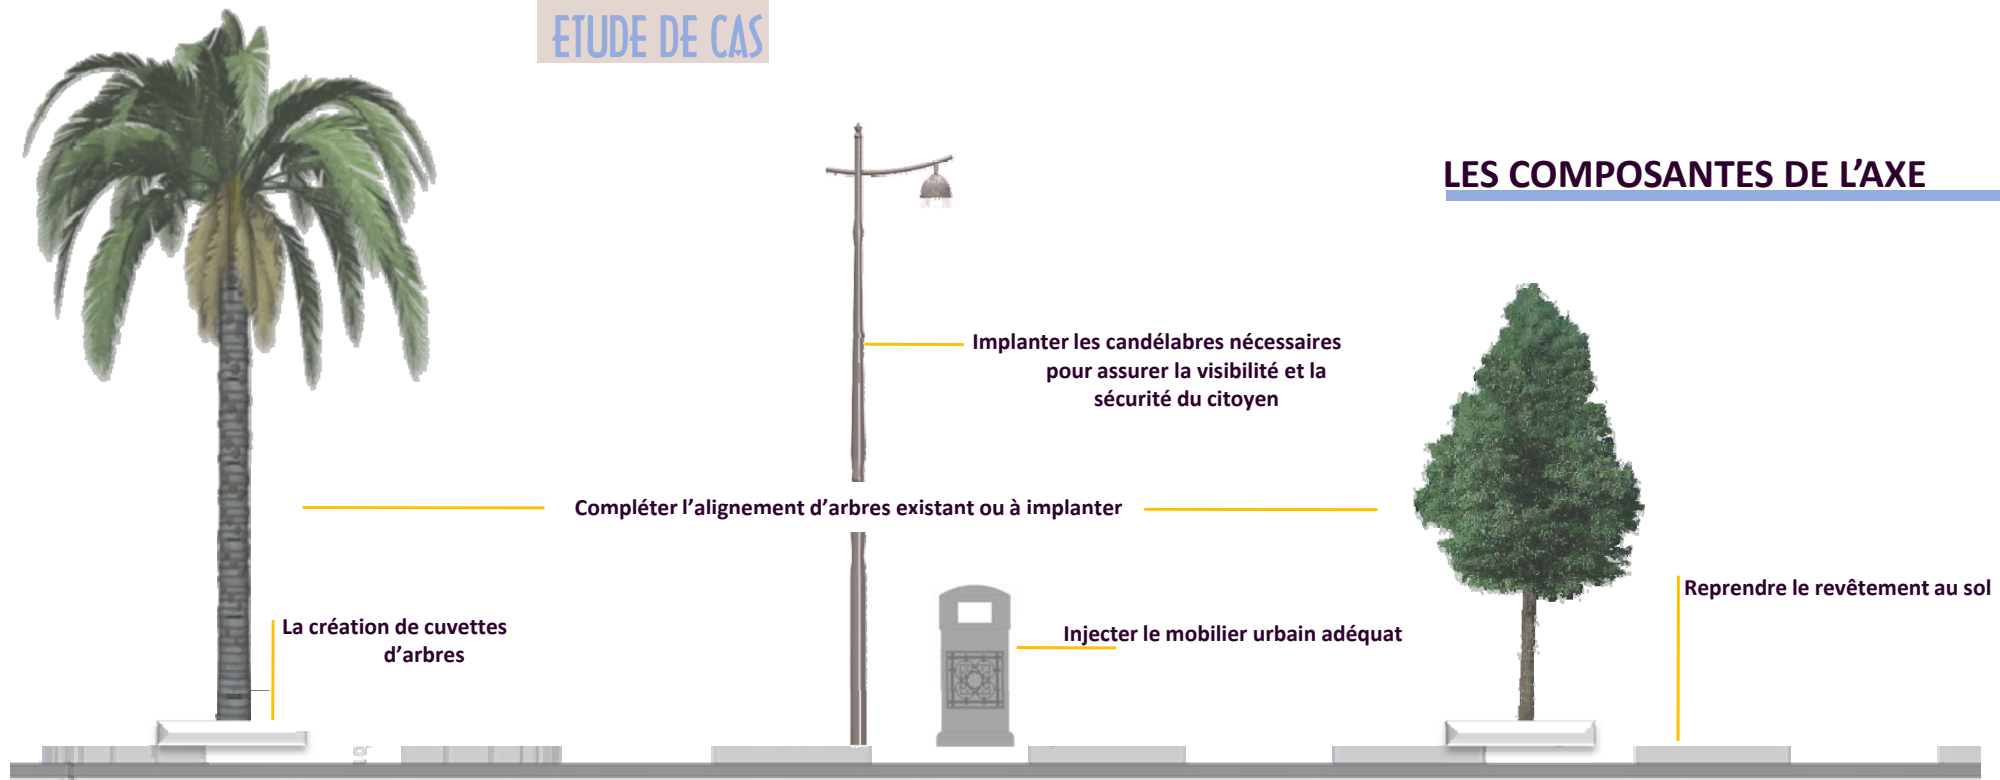 ETUDE DE CAS
LES COMPOSANTES DE L’AXE
Implanter les candélabres nécessaires
pour assurer la visibilité et la
sécurité du citoyen
Compléter l’alignement d’arbres existant ou à implanter
Reprendre le revêtement au sol
La création de cuvettes
d’arbres
Injecter le mobilier urbain adéquat